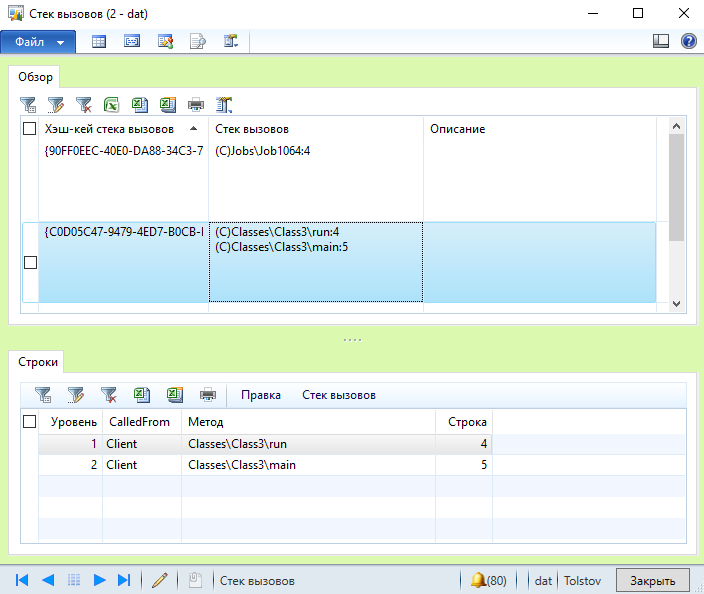 Стек вызовов (2 - dat)
Файл
Обзор
Хэш-кей стека вызовов Стек вызовов Описание
{90FF0EEC-40E0-DA88-34C3-7 (C)Jobs\Job1064:4
{C0D05C47-9479-4ED7-B0CB-I (C)Classes\Class3\run:4
(C)Classes\Class3\main:5
Строки
Правка Стек вызовов
Уровень CalledFrom Метод Строка
1 Client Classes\Class3\run 4
2 Client Classes\Class3\main 5
Стек вызовов (80) dat Tolstov Закрыть